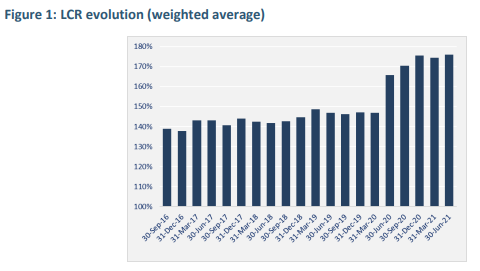 Figure 1: LCR evolution (weighted average)
180%
170%
160%
150%
140%
130%
120%
110%
100%
30-Sep-16
31-Dec-16
31-Mar-17
30-Jun-17
30-Sep-17
31-Dec-17
31-Mar-18
30-Jun-18
30-Sep-18
31-Dec-18
31-Mar-19
30-Jun-19
30-Sep-19
31-Dec-19
31-Mar-20
30-Jun-20
30-Sep-20
31-Dec-20
31-Mar-21
30-Jun-21